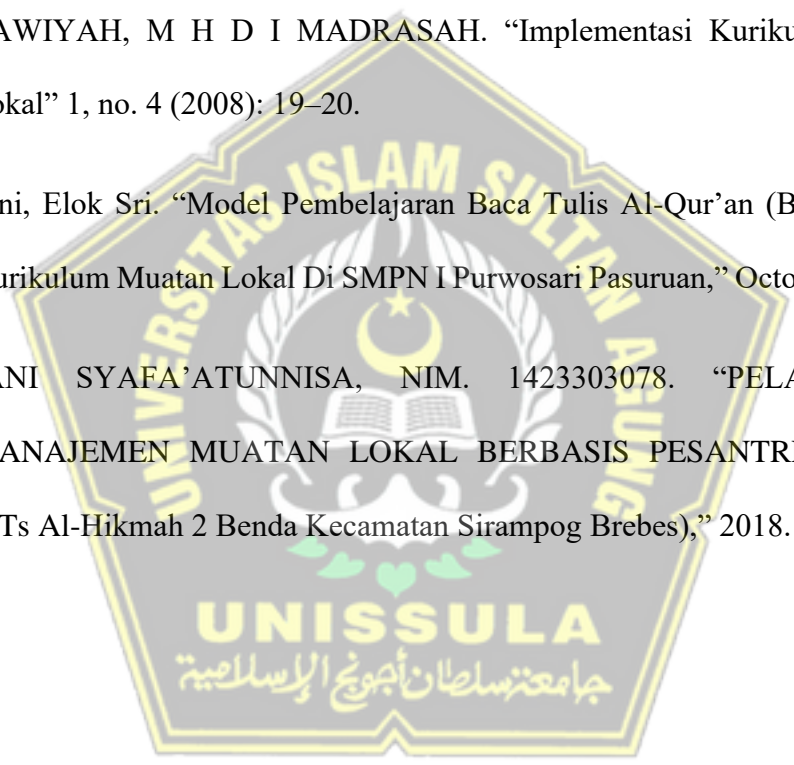 AWIYAH, M H D I MADRASAH. “Implementasi Kuriku
okal” 1, no. 4 (2008): 19–20.
ni, Elok Sri. “Model Pembelajaran Baca Tulis Al-Qur’an (B
urikulum Muatan Lokal Di SMPN I Purwosari Pasuruan,” Octo
ANI SYAFA’ATUNNISA, NIM. 1423303078. “PELA
ANAJEMEN MUATAN LOKAL BERBASIS PESANTR
Ts Al-Hikmah 2 Benda Kecamatan Sirampog Brebes),” 2018.
UNIVERSITAS ISLAM SULTAN AGUNG
UNISSULA
جامعة سلطان أجونج الإسلامية